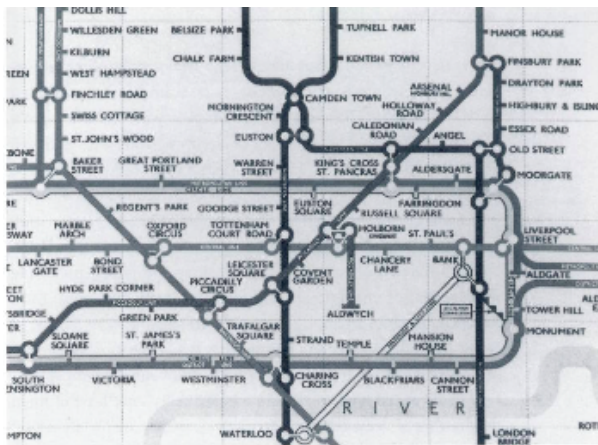 DOLLIS HILL
WILLESDEN GREEN
KILBURN
WEST HAMPSTEAD
FINCHLEY ROAD
SWISS COTTAGE
ST. JOHN'S WOOD
BAKER
STREET
GREAT PORTLAND
STREET
BELSIZE PARK
CHALK FARM
TUFNELL PARK
KENTISH TOWN
CAMDEN TOWN
MORNINGTON
CRESCENT
EUSTON
WARREN
STREET
MANOR HOUSE
FINSBURY PARK
DRAYTON PARK
HIGHBURY & ISLIN
ESSEX ROAD
OLD STREET
MOORGATE
ARSENAL
HOLLOWAY
ROAD
CALEDONIAN
ROAD
ANGEL
KING'S CROSS
ST. PANCRAS
ALDERSGATE
FARRINGDON
EUSTON
SQUARE
RUSSELL SQUARE
REGENT'S PARK
GOODGE STREET
MARBLE
ARCH
OXFORD
CIRCUS
TOTTENHAM
COURT ROAD
HOLBORN
ST. PAUL'S
LIVERPOOL
STREET
LANCASTER
GATE
BOND
STREET
LEICESTER
SQUARE
COVENT
GARDEN
CHANCERY
LANE
BANK
ALDGATE
HYDE PARK CORNER
PICCADILLY
CIRCUS
GREEN PARK
ALDWYCH
TOWER HILL
MONUMENT
SLOANE
SQUARE
ST. JAMES'S
PARK
TRAFALGAR
SQUARE
STRAND
TEMPLE
MANSION
HOUSE
SOUTH
ENSINGTON
VICTORIA
WESTMINSTER
CHARING
CROSS
BLACKFRIARS
CANNON
STREET
RIVER
WATERLOO
LONDON
BRIDGE